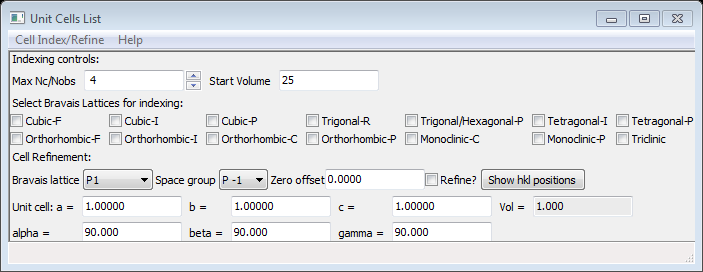 Unit Cells List
Cell Index/Refine Help
Indexing controls:
Max Nc/Nobs 4 Start Volume 25
Select Bravais Lattices for indexing:
Cubic-F Cubic-I Cubic-P Trigonal-R Trigonal/Hexagonal-P Tetragonal-I Tetragonal-P
Orthorhombic-F Orthorhombic-I Orthorhombic-C Orthorhombic-P Monoclinic-C Monoclinic-P Triclinic
Cell Refinement:
Bravais lattice P1 Space group P -1 Zero offset 0.0000 Refine? Show hkl positions
Unit cell: a = 1.00000 b = 1.00000 c = 1.00000 Vol = 1.000
alpha = 90.000 beta = 90.000 gamma = 90.000